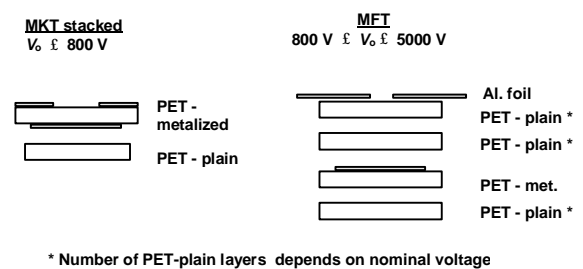 MKT stacked
Vo £ 800 V
PET -
metalized
PET - plain
MFT
800 V £ Vo £ 5000 V
Al. foil
PET - plain *
PET - plain *
PET - met.
PET - plain *
* Number of PET-plain layers depends on nominal voltage